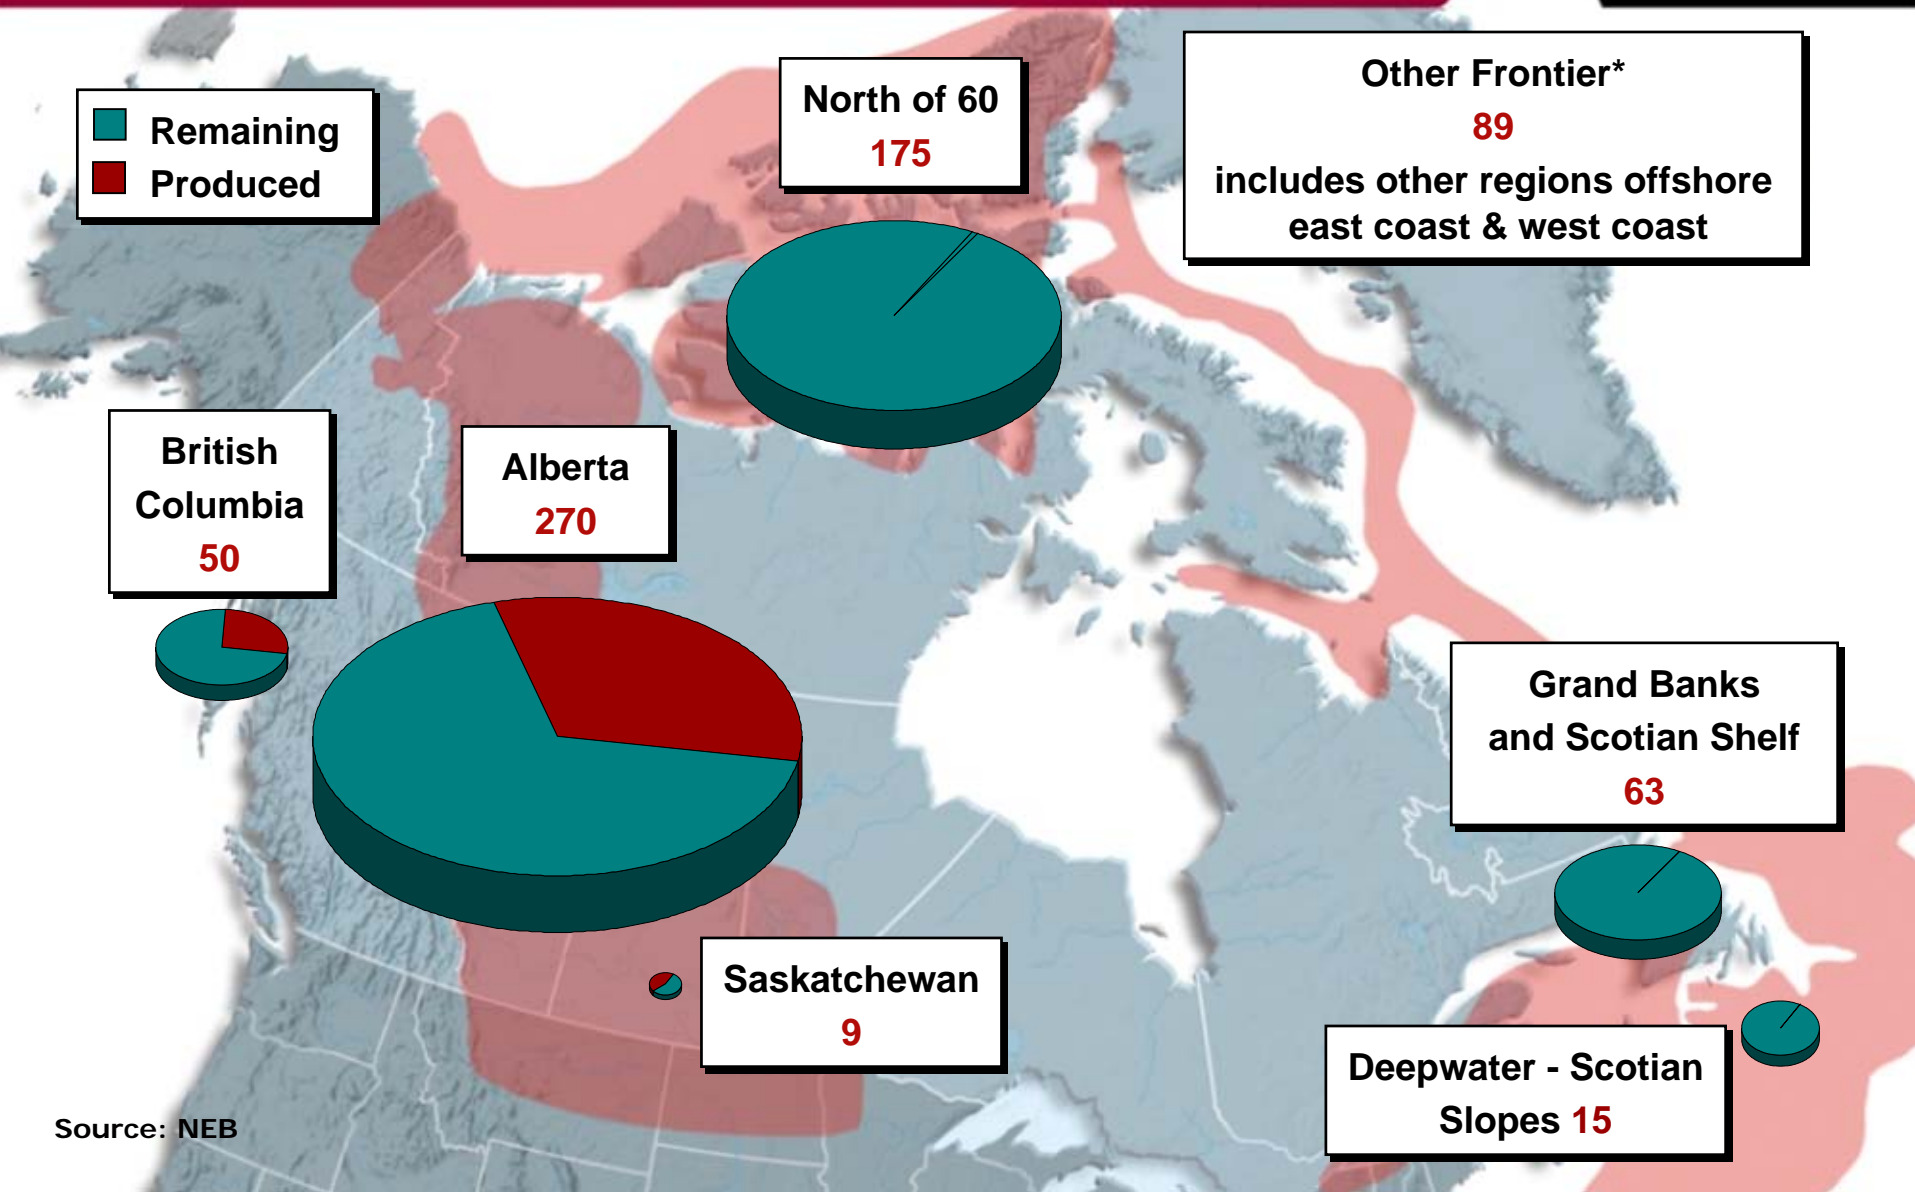 Remaining
Produced
North of 60
175
Other Frontier*
89
includes other regions offshore
east coast & west coast
British
Columbia
50
Alberta
270
Grand Banks
and Scotian Shelf
63
Saskatchewan
9
Deepwater - Scotian
Slopes 15
Source: NEB